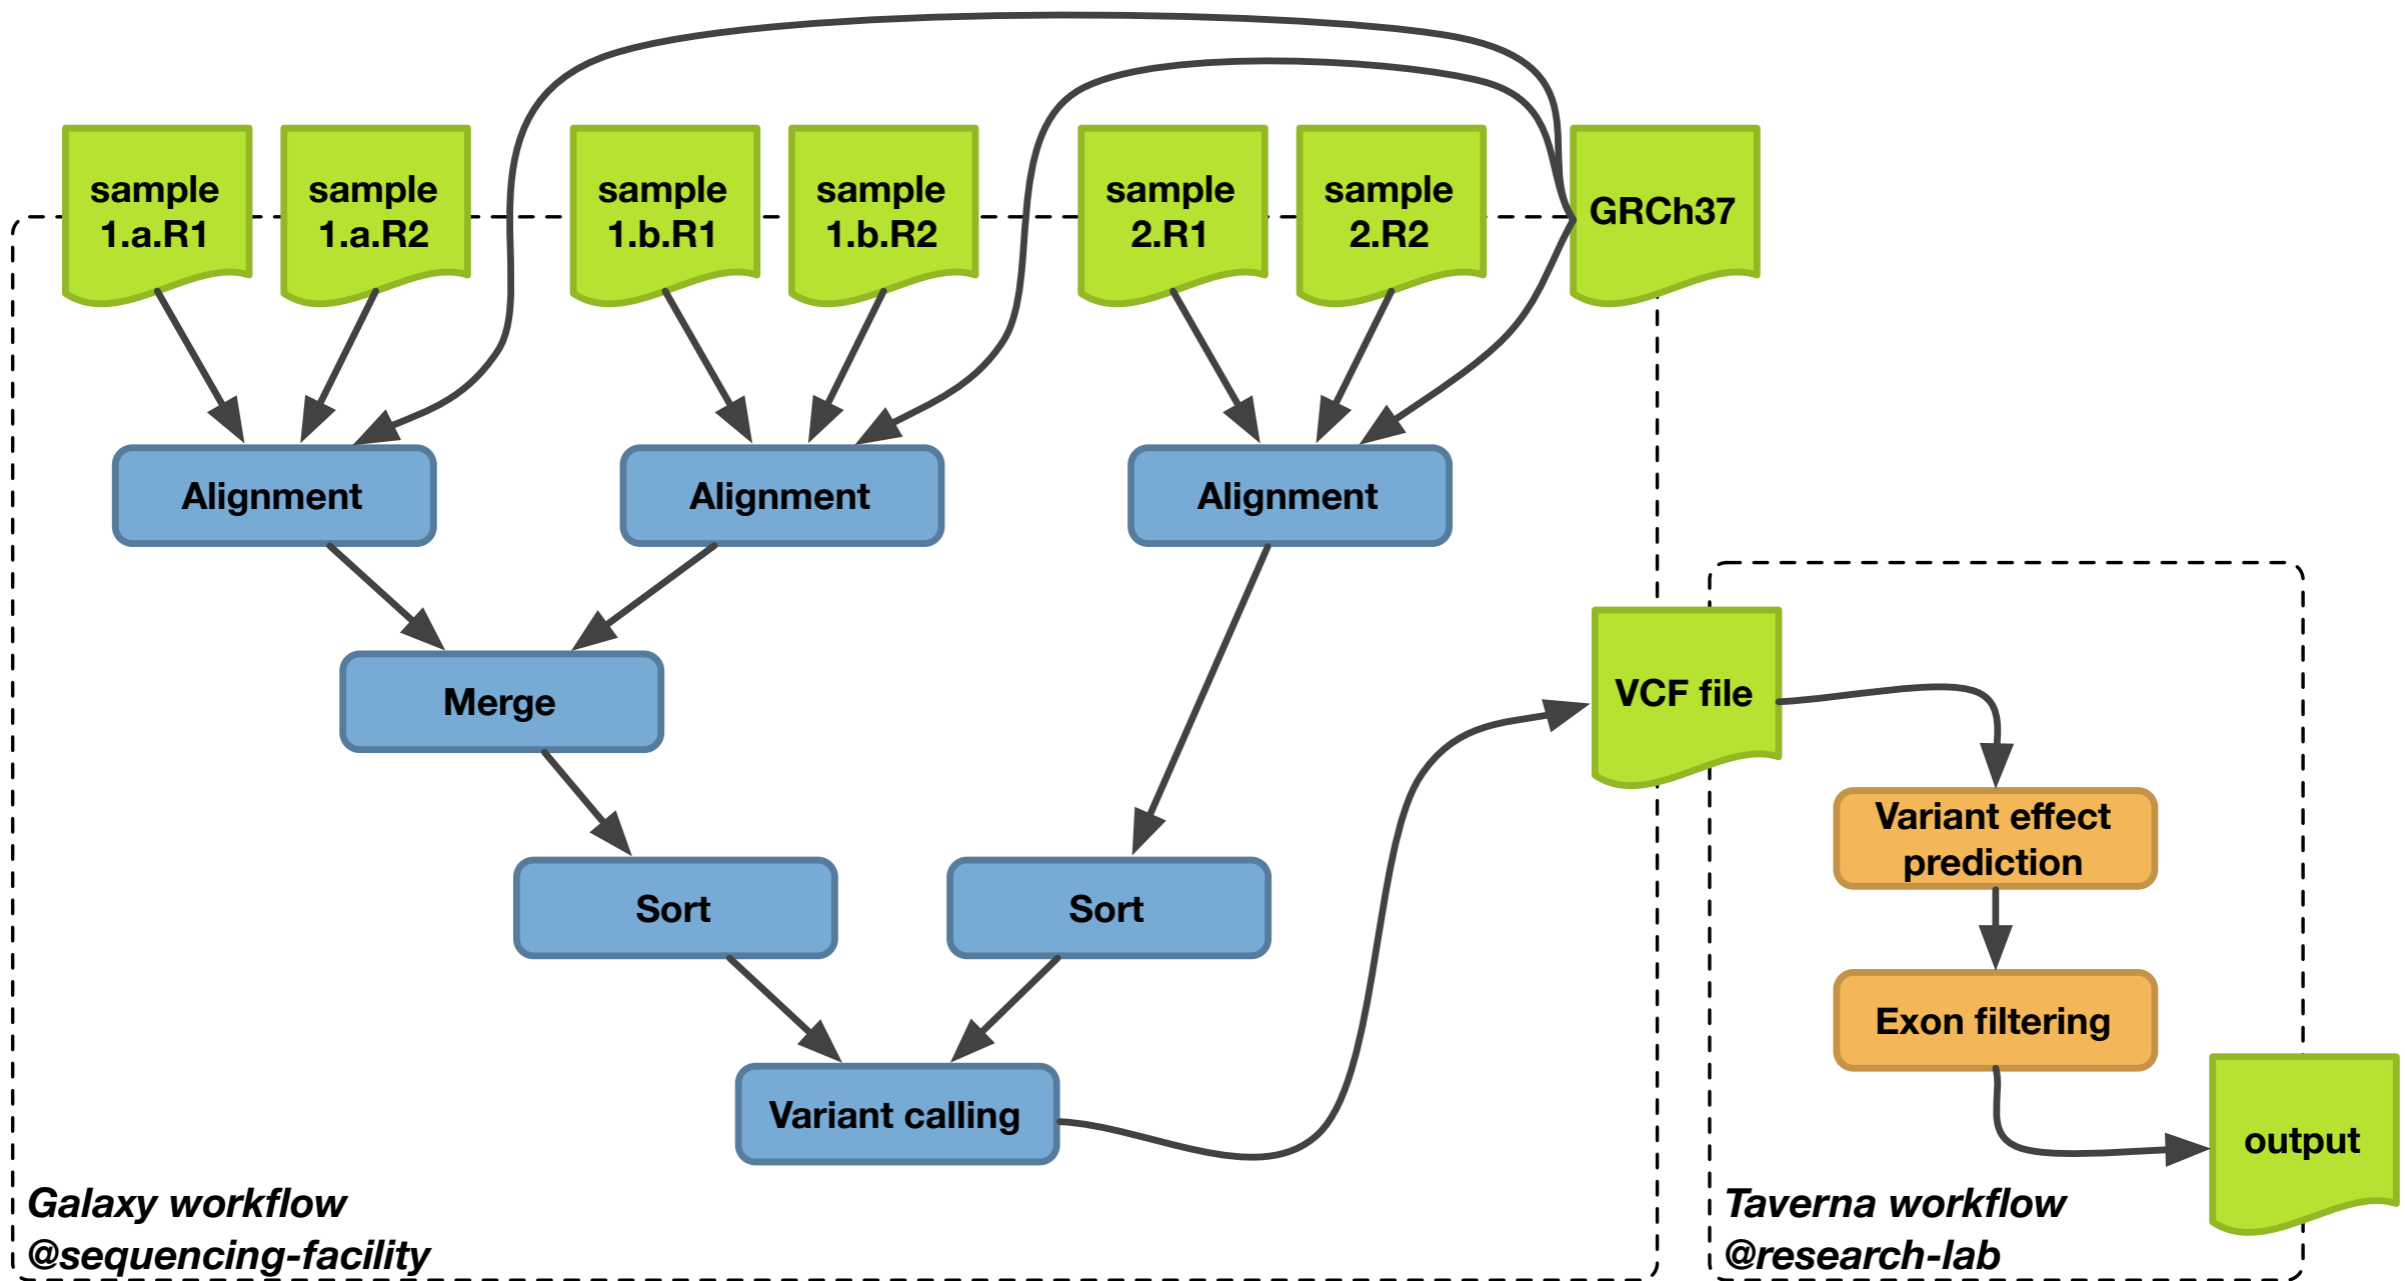 sample
1.a.R1
sample
1.a.R2
sample
1.b.R1
sample
1.b.R2
sample
2.R1
sample
2.R2
GRCh37
Alignment
Alignment
Alignment
Merge
VCF file
Sort
Sort
Variant effect
prediction
Exon filtering
Variant calling
output
Galaxy workflow
@sequencing-facility
Taverna workflow
@research-lab